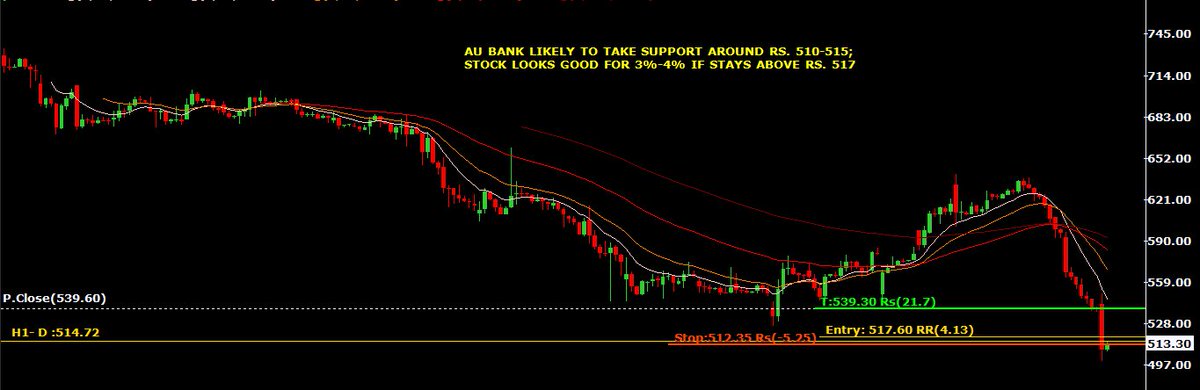 AU BANK LIKELY TO TAKE SUPPORT AROUND RS. 510-515;
STOCK LOOKS GOOD FOR 3%-4% IF STAYS ABOVE RS. 517
745.00
714.00
683.00
652.00
621.00
590.00
559.00
P.Close(539.60)
T:539.30 Rs(21.7)
528.00
H1- D :514.72
Entry: 517.60 RR(4.13)
Stop:512.35 Rs(-5.25)
513.30
497.00